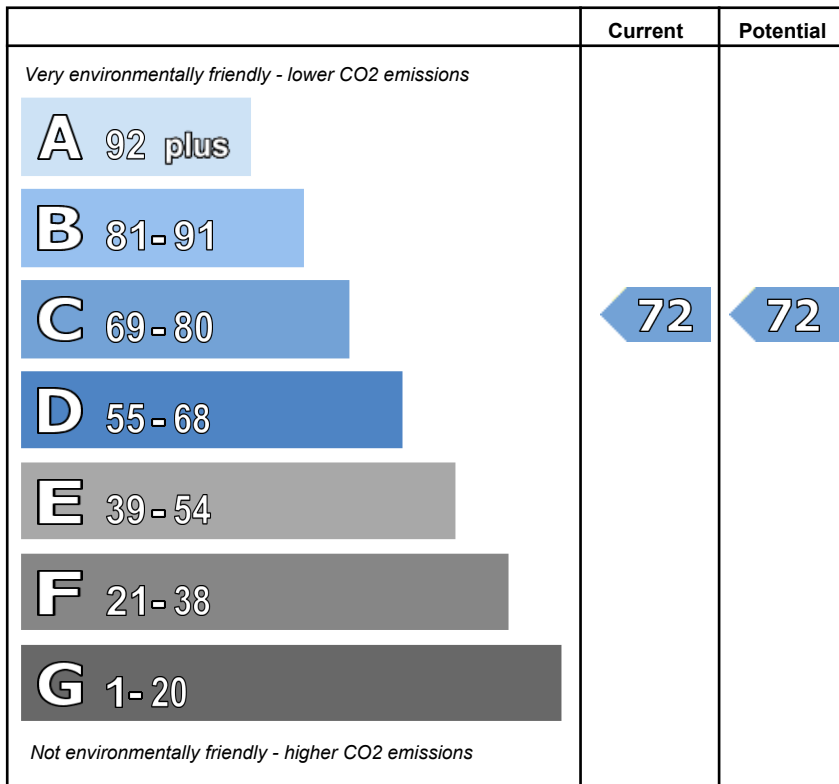 Current Potential
Very environmentally friendly - lower CO2 emissions
A 92 plus
B 81-91
C 69-80 72 72
D 55-68
E 39-54
F 21-38
G 1-20
Not environmentally friendly - higher CO2 emissions